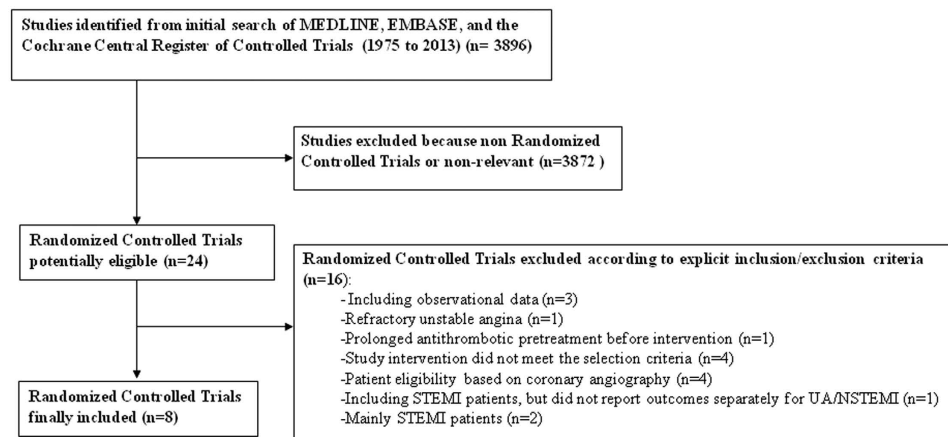 Studies identified from initial search of MEDLINE, EMBASE, and the
Cochrane Central Register of Controlled Trials (1975 to 2013) (n= 3896)
Studies excluded because non Randomized
Controlled Trials or non-relevant (n=3872 )
Randomized Controlled Trials
potentially eligible (n=24)
Randomized Controlled Trials excluded according to explicit inclusion/exclusion criteria
(n=16):
-Including observational data (n=3)
-Refractory unstable angina (n=1)
-Prolonged antithrombotic pretreatment before intervention (n=1)
-Study intervention did not meet the selection criteria (n=4)
-Patient eligibility based on coronary angiography (n=4)
-Including STEMI patients, but did not report outcomes separately for UA/NSTEMI (n=1)
-Mainly STEMI patients (n=2)
Randomized Controlled Trials
finally included (n=8)